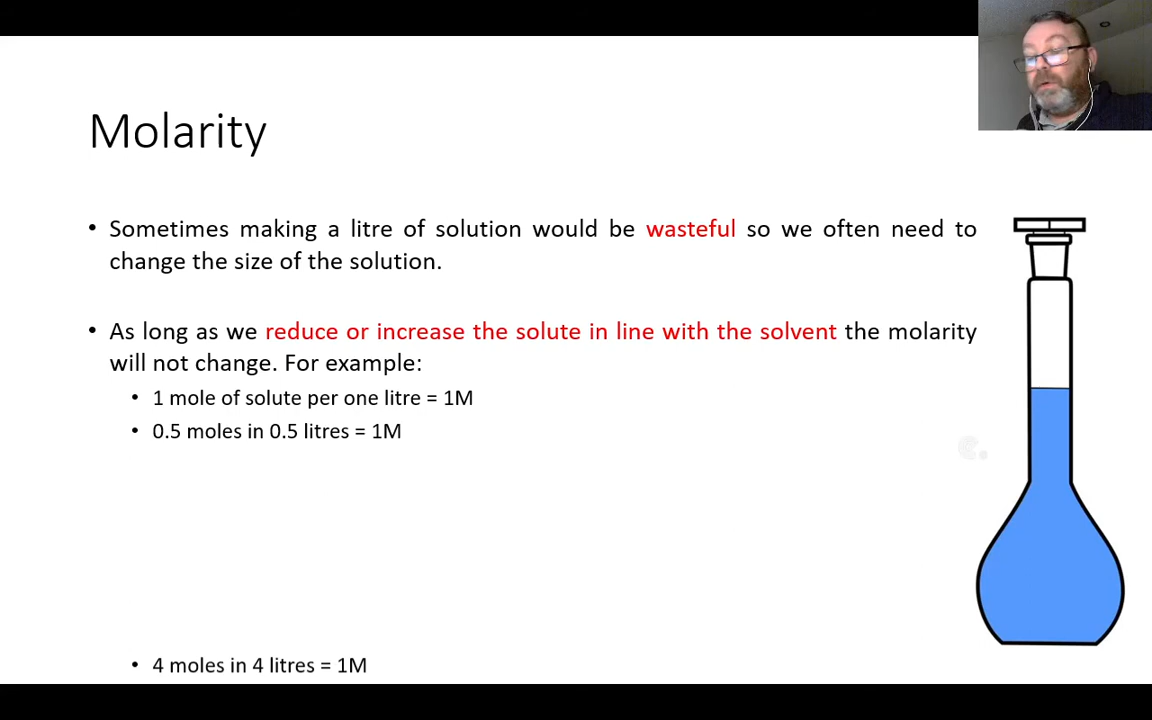 Molarity
• Sometimes making a litre of solution would be wasteful so we often need to
change the size of the solution.
• As long as we reduce or increase the solute in line with the solvent the molarity
will not change. For example:
• 1 mole of solute per one litre = 1M
• 0.5 moles in 0.5 litres = 1M
• 4 moles in 4 litres = 1M